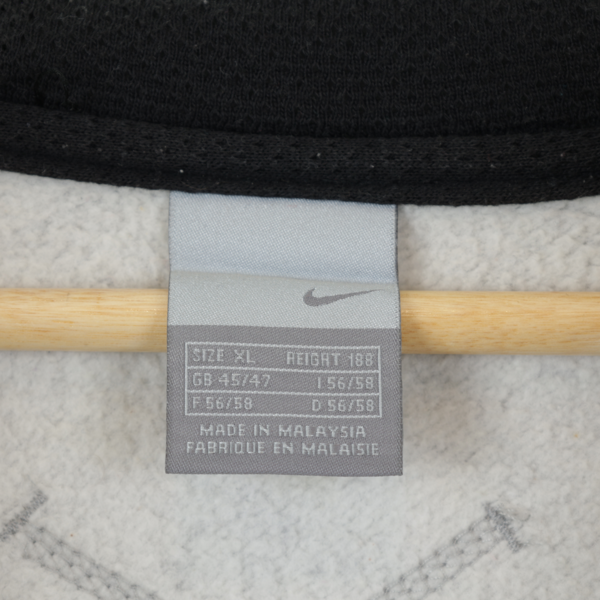 SIZE XL HEIGHT 188
GB 45/47 I 56/58
F 56/58 D 56/58
MADE IN MALAYSIA
FABRIQUE EN MALAISIE